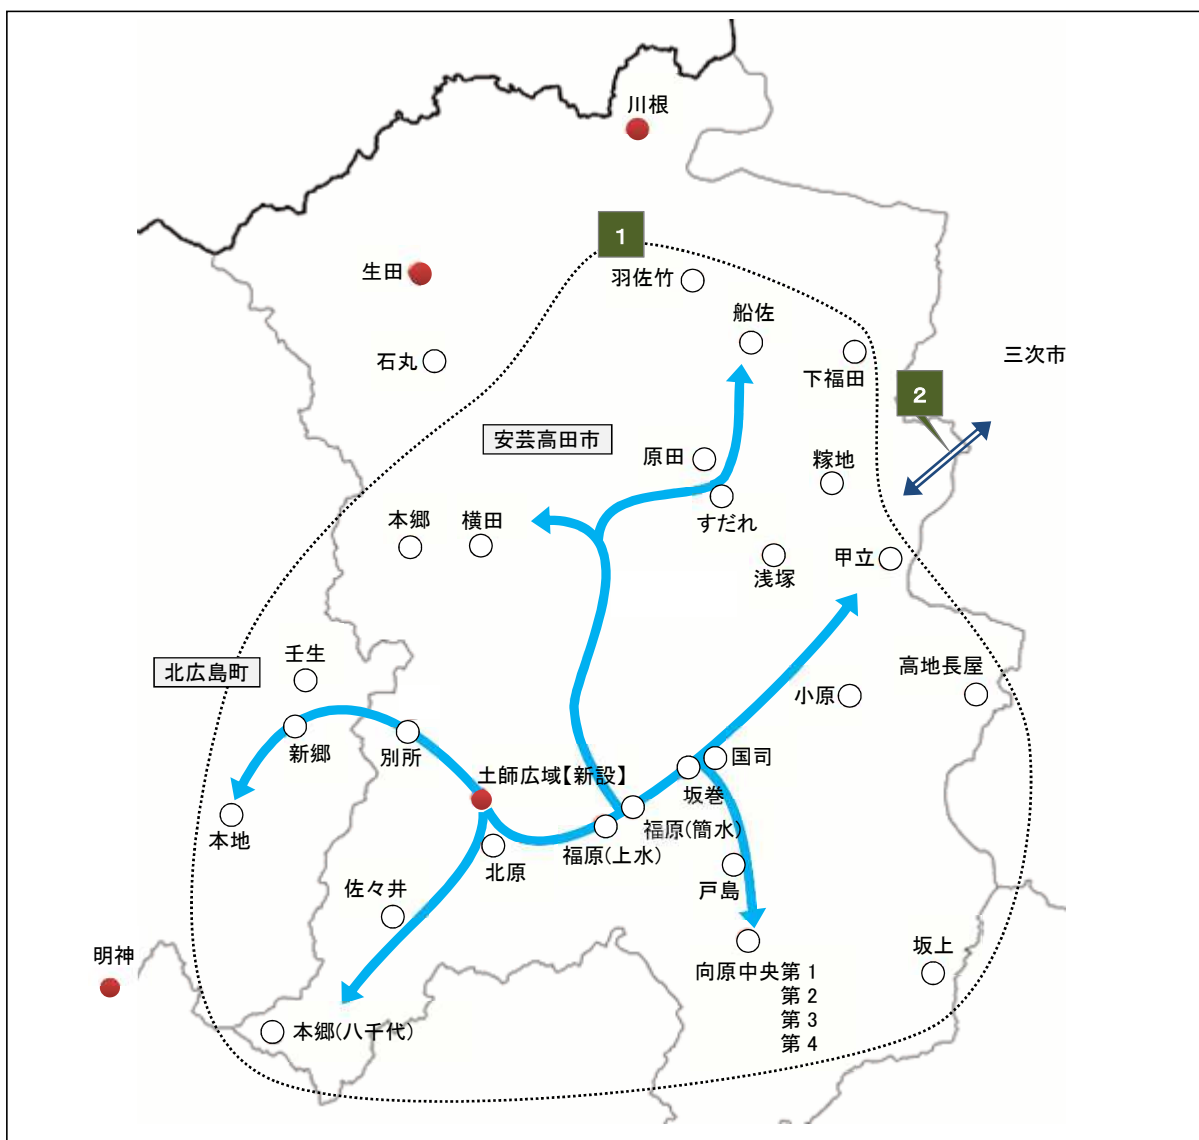 川根
1
生田
羽佐竹
船佐
石丸
下福田
三次市
2
安芸高田市
原田
糘地
すだれ
本郷
横田
浅塚
甲立
壬生
北広島町
高地長屋
小原
新郷
別所
国司
土師広域【新設】
坂巻
本地
福原(簡水)
福原(上水)
北原
戸島
佐々井
明神
坂上
向原中央第1
第2
第3
第4
本郷(八千代)